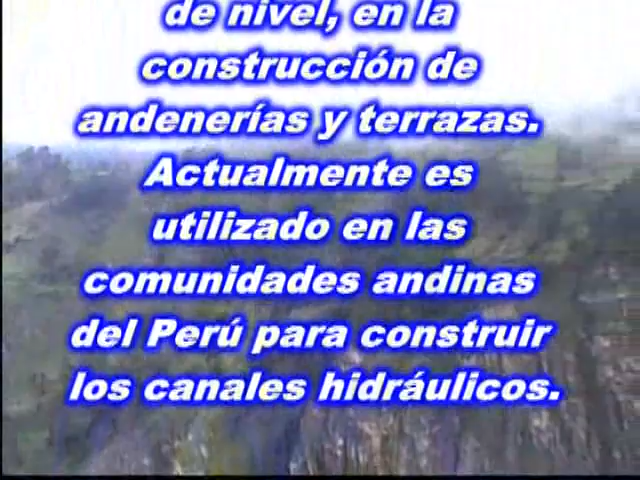 de nivel, en la
construcción de
andenerías y terrazas.
Actualmente es
utilizado en las
comunidades andinas
del Perú para construir
los canales hidráulicos.